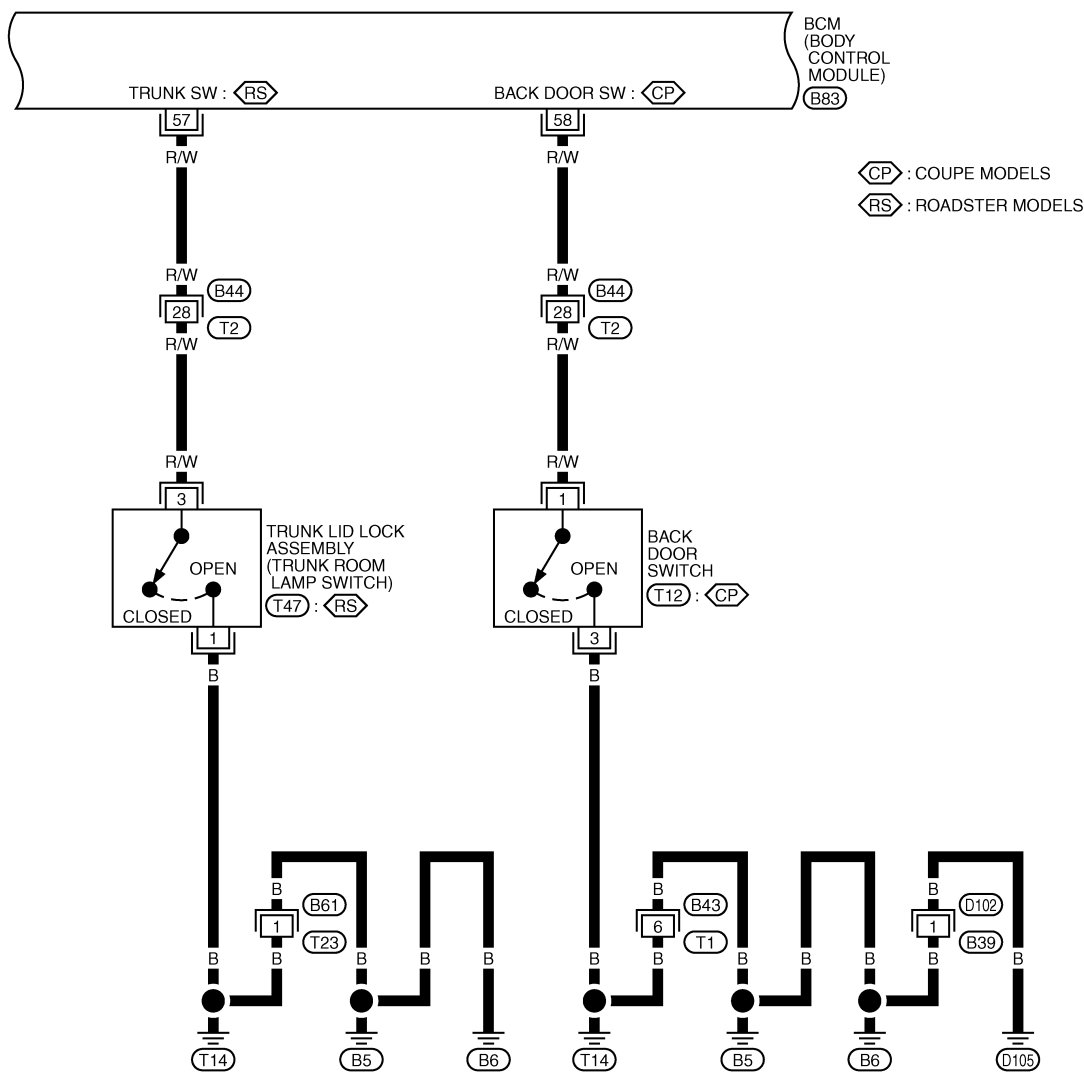 BCM
(BODY
CONTROL
MODULE)
B83
TRUNK SW : RS
BACK DOOR SW : CP
57
58
R/W
R/W
CP : COUPE MODELS
RS : ROADSTER MODELS
R/W
R/W
B44
B44
28
28
T2
T2
R/W
R/W
R/W
R/W
3
1
TRUNK LID LOCK
ASSEMBLY
(TRUNK ROOM
LAMP SWITCH)
T47 : RS
OPEN
CLOSED
BACK
DOOR
SWITCH
T12 : CP
OPEN
CLOSED
1
3
B
B
B
B61
1
T23
B
B43
6
T1
B
D102
1
B39
B
B
B
B
B
B
B
B
B
B
B
B
T14
B5
B6
T14
B5
B6
D105